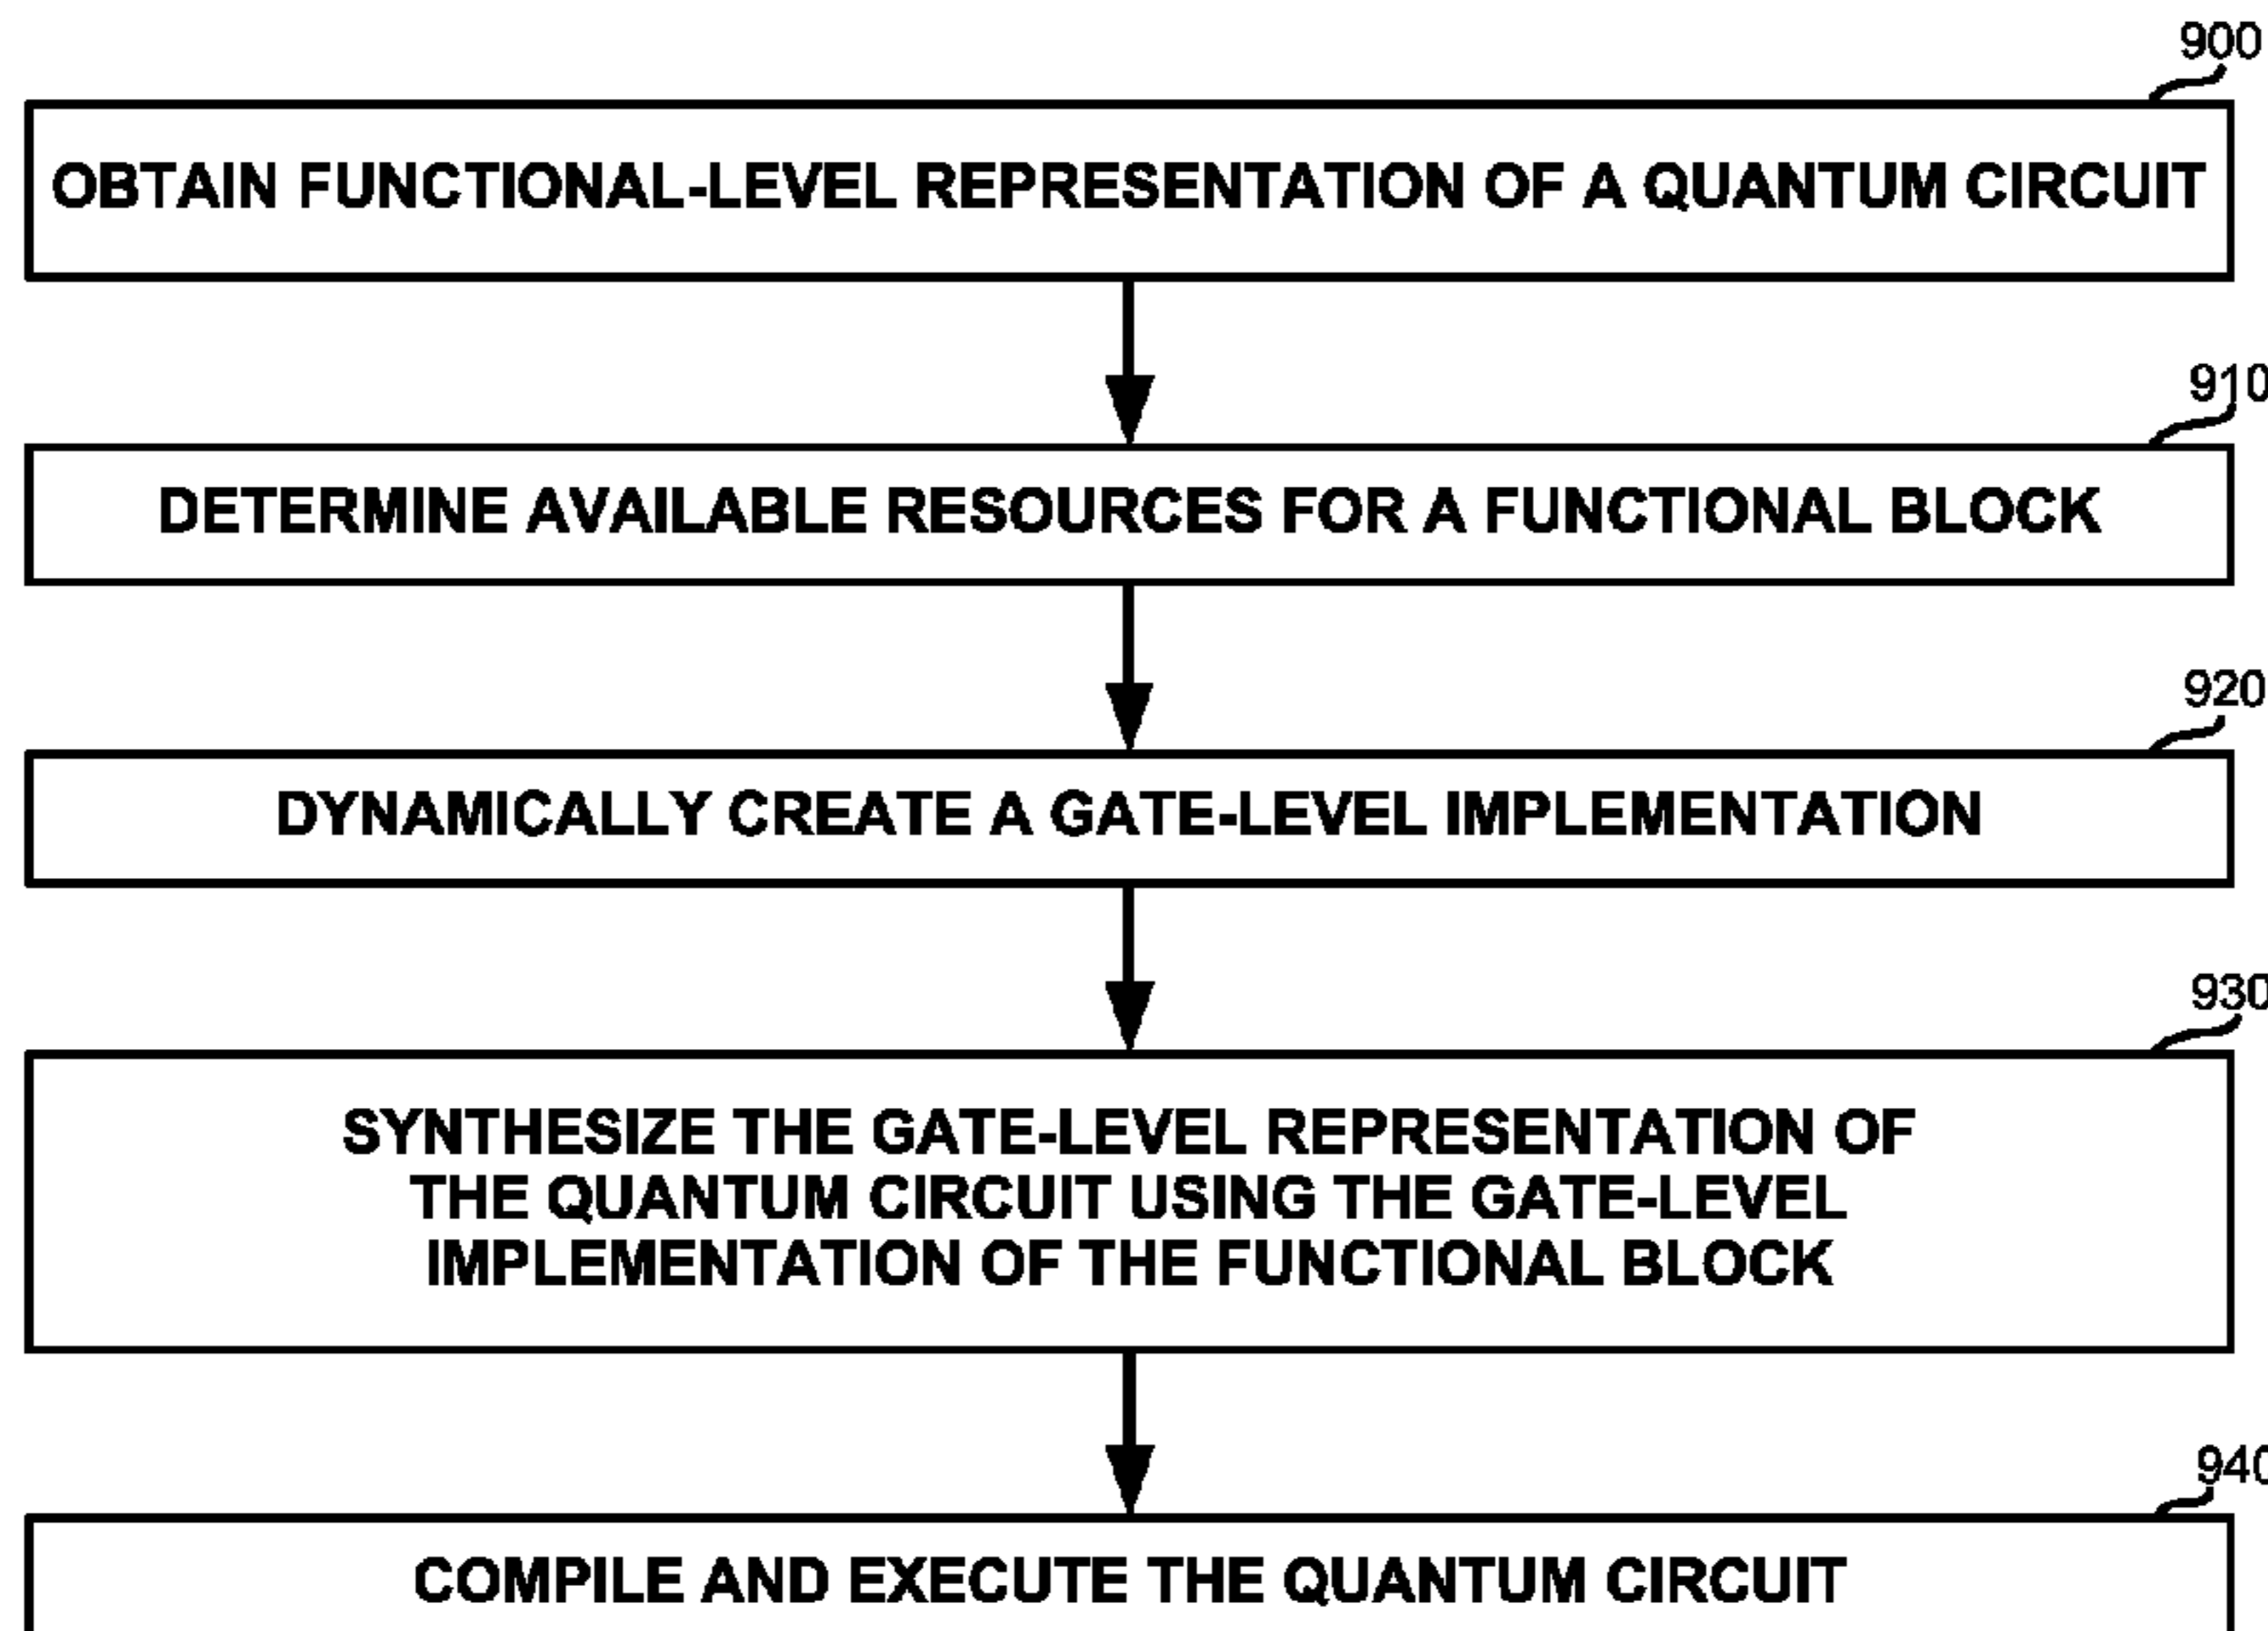 900
OBTAIN FUNCTIONAL-LEVEL REPRESENTATION OF A QUANTUM CIRCUIT
910
DETERMINE AVAILABLE RESOURCES FOR A FUNCTIONAL BLOCK
920
DYNAMICALLY CREATE A GATE-LEVEL IMPLEMENTATION
930
SYNTHESIZE THE GATE-LEVEL REPRESENTATION OF
THE QUANTUM CIRCUIT USING THE GATE-LEVEL
IMPLEMENTATION OF THE FUNCTIONAL BLOCK
940
COMPILE AND EXECUTE THE QUANTUM CIRCUIT